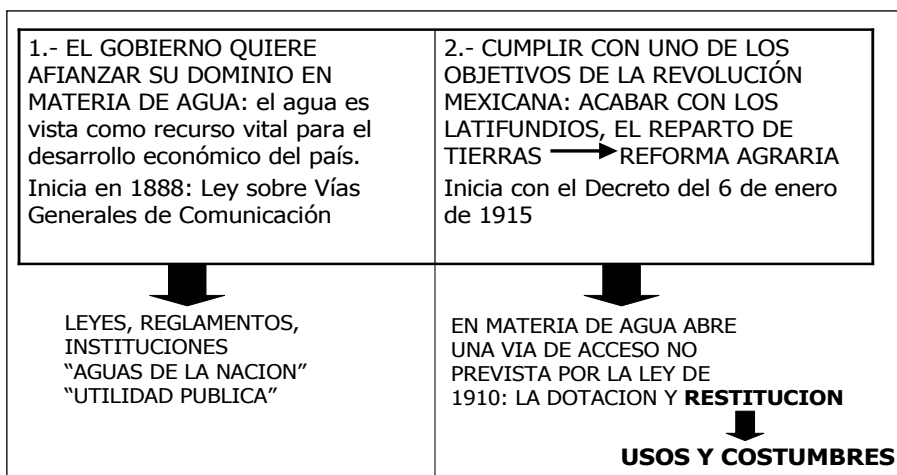 1.- EL GOBIERNO QUIERE
AFIANZAR SU DOMINIO EN
MATERIA DE AGUA: el agua es
vista como recurso vital para el
desarrollo económico del país.
Inicia en 1888: Ley sobre Vías
Generales de Comunicación
2.- CUMPLIR CON UNO DE LOS
OBJETIVOS DE LA REVOLUCIÓN
MEXICANA: ACABAR CON LOS
LATIFUNDIOS, EL REPARTO DE
TIERRAS REFORMA AGRARIA
Inicia con el Decreto del 6 de enero
de 1915
LEYES, REGLAMENTOS,
INSTITUCIONES
“AGUAS DE LA NACION”
“UTILIDAD PUBLICA”
EN MATERIA DE AGUA ABRE
UNA VIA DE ACCESO NO
PREVISTA POR LA LEY DE
1910: LA DOTACION Y RESTITUCION
USOS Y COSTUMBRES